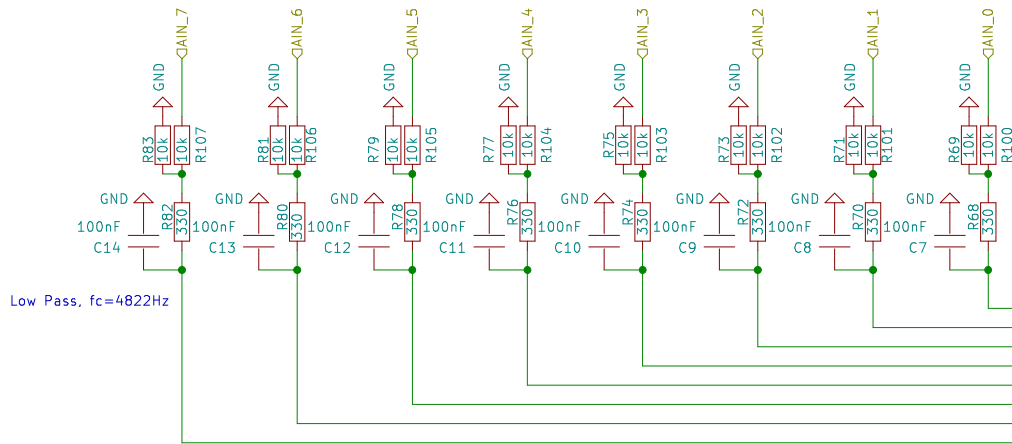 AIN_7
AIN_6
AIN_5
AIN_4
AIN_3
AIN_2
AIN_1
AIN_0
GND
GND
GND
GND
GND
GND
GND
GND
R83
10k
10k
R107
R81
10k
10k
R106
R79
10k
10k
R105
R77
10k
10k
R104
R75
10k
10k
R103
R73
10k
10k
R102
R71
10k
10k
R101
R69
10k
10k
R100
GND
100nF
C14
R82
330
GND
100nF
C13
R80
330
GND
100nF
C12
R78
330
GND
100nF
C11
R76
330
GND
100nF
C10
R74
330
GND
100nF
C9
R72
330
GND
100nF
C8
R70
330
GND
100nF
C7
R68
330
Low Pass, fc=4822Hz